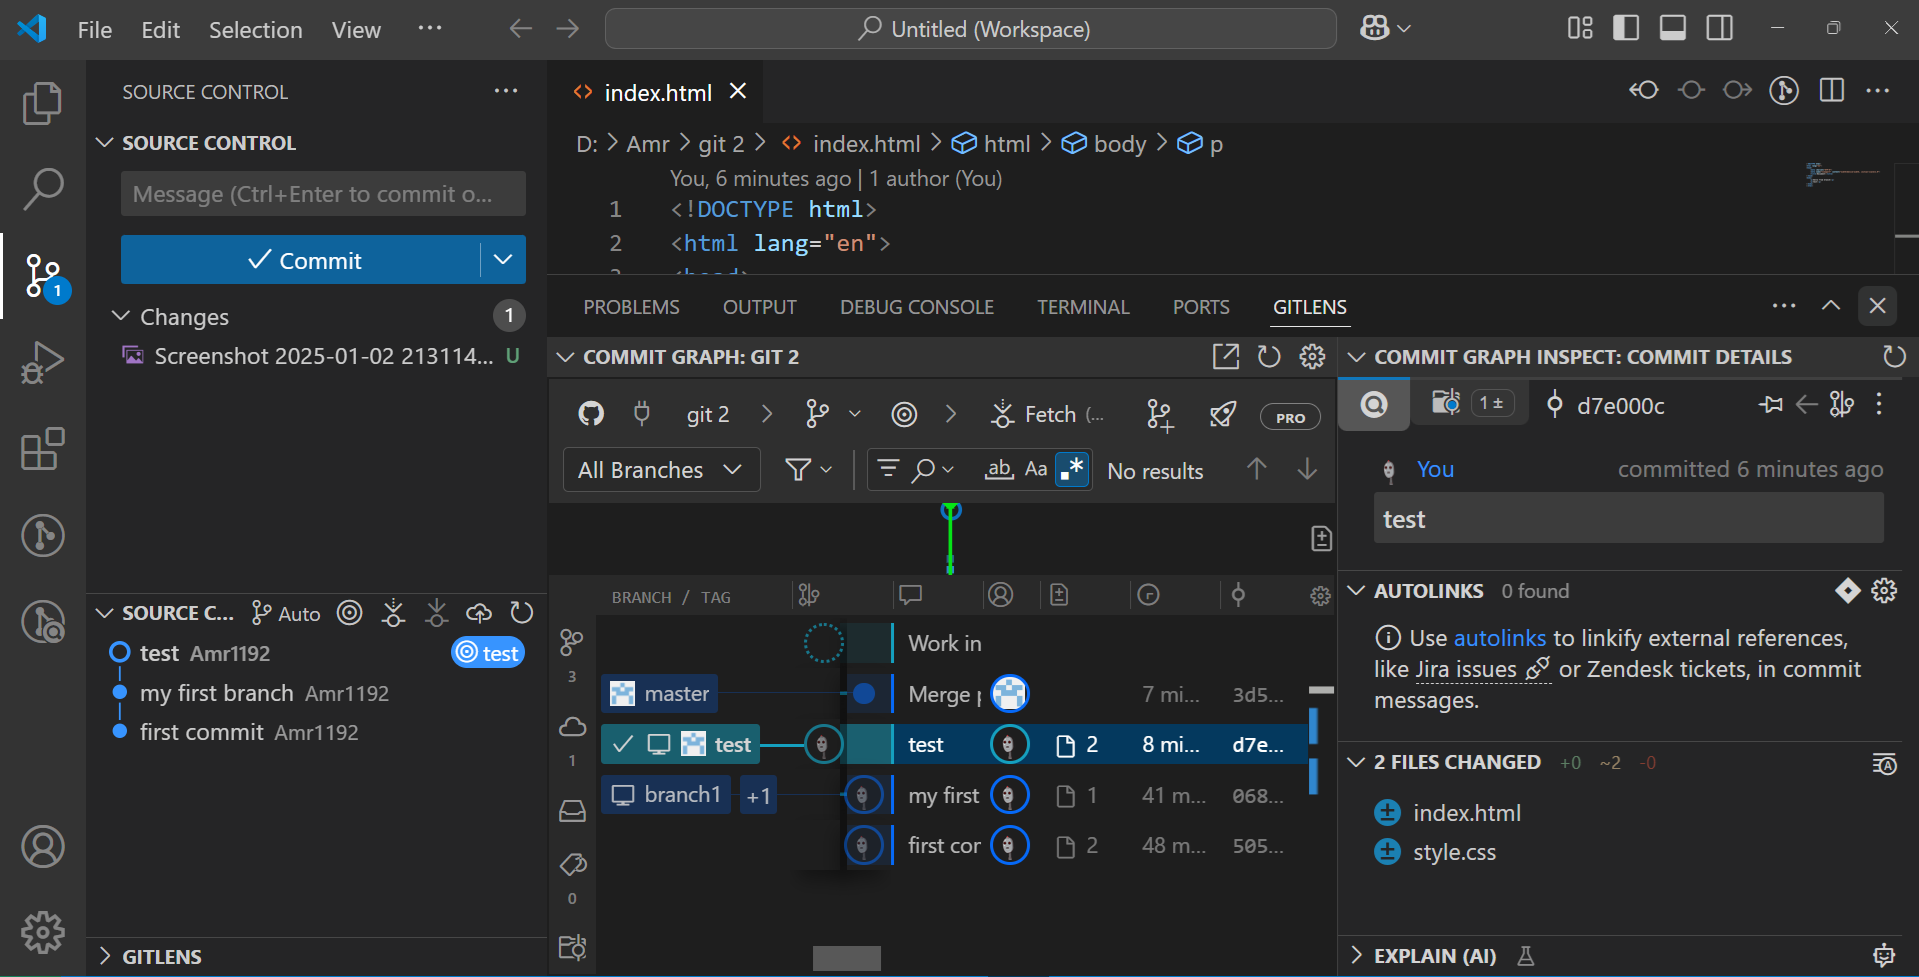 File Edit Selection View ··· Untitled (Workspace)
SOURCE CONTROL ···
SOURCE CONTROL
Message (Ctrl+Enter to commit o...
Commit
Changes 1
Screenshot 2025-01-02 213114... U
1
SOURCE C... Auto
test Amr1192 test
my first branch Amr1192
first commit Amr1192
GITLENS
index.html
D: > Amr > git 2 > index.html > html > body > p
You, 6 minutes ago | 1 author (You)
1 <!DOCTYPE html>
2 <html lang="en">
PROBLEMS OUTPUT DEBUG CONSOLE TERMINAL PORTS GITLENS
COMMIT GRAPH: GIT 2
git 2 > Fetch (... PRO
All Branches ab Aa .* No results
BRANCH / TAG
Work in
3
master Merge p 7 mi... 3d5...
test test 2 8 mi... d7e...
1
branch1 +1 my first 1 41 m... 068...
first cor 2 48 m... 505...
0
COMMIT GRAPH INSPECT: COMMIT DETAILS
1 ± d7e000c
You committed 6 minutes ago
test
AUTOLINKS 0 found
Use autolinks to linkify external references,
like Jira issues or Zendesk tickets, in commit
messages.
2 FILES CHANGED +0 ~2 -0
index.html
style.css
EXPLAIN (AI)